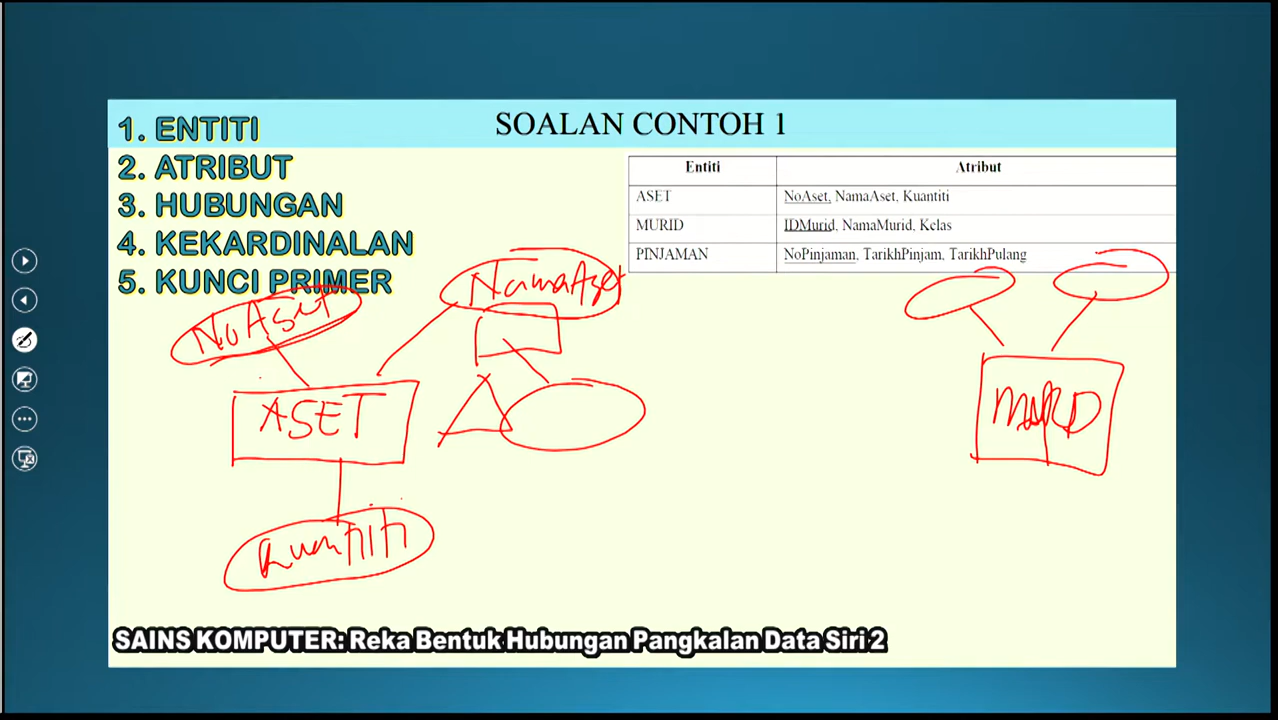 SOALAN CONTOH 1
1. ENTITI
2. ATRIBUT
3. HUBUNGAN
4. KEKARDINALAN
5. KUNCI PRIMER
Entiti Atribut
ASET NoAset, NamaAset, Kuantiti
MURID IDMurid, NamaMurid, Kelas
PINJAMAN NoPinjaman, TarikhPinjam, TarikhPulang
NoAset
NamaAset
ASET
MURID
Kuantiti
SAINS KOMPUTER: Reka Bentuk Hubungan Pangkalan Data Siri 2